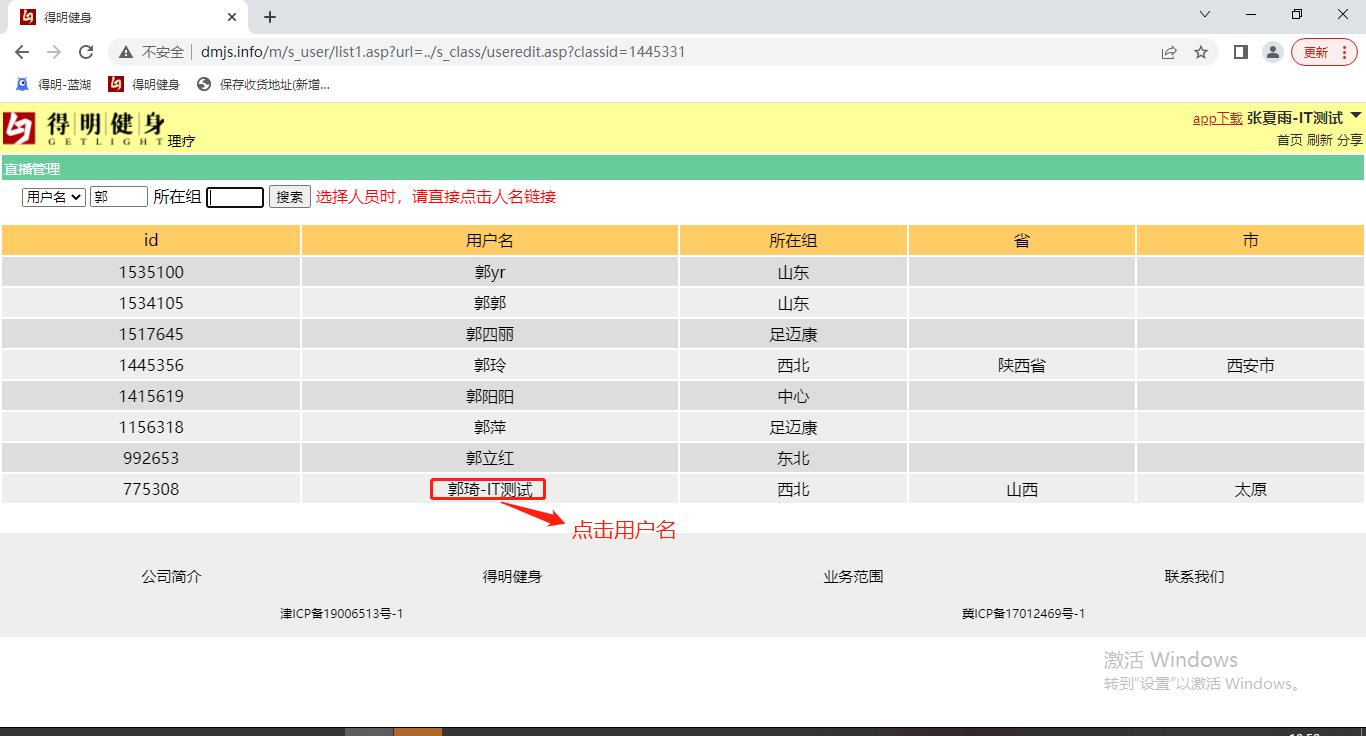 得明健身
不安全 dmjs.info/m/s_user/list1.asp?url=../s_class/useredit.asp?classid=1445331 更新
得明-蓝湖 得明健身 保存收货地址(新增...
得明健身 GETLIGHT 理疗
app下载 张夏雨-IT测试
首页 刷新 分享
直播管理
用户名 郭 所在组 搜索 选择人员时，请直接点击人名链接
id 用户名 所在组 省 市
1535100 郭yr 山东
1534105 郭郭 山东
1517645 郭四丽 足迈康
1445356 郭玲 西北 陕西省 西安市
1415619 郭阳阳 中心
1156318 郭萍 足迈康
992653 郭立红 东北
775308 郭琦-IT测试 西北 山西 太原
点击用户名
公司简介 得明健身 业务范围 联系我们
津ICP备19006513号-1 冀ICP备17012469号-1
激活 Windows
转到"设置"以激活 Windows。